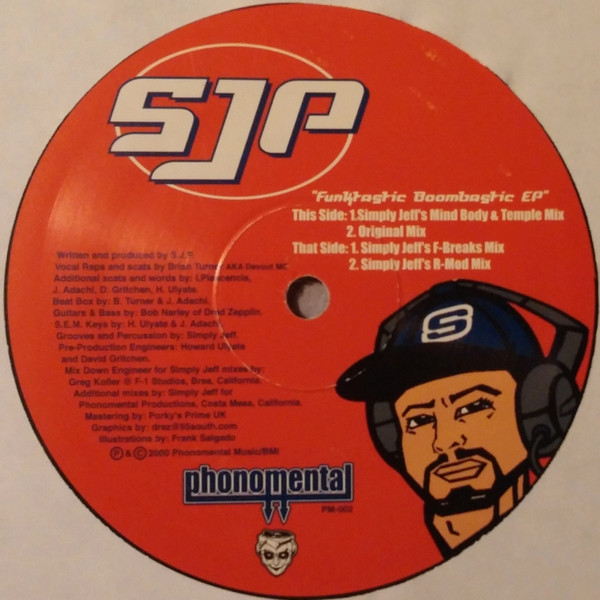 SJP
"Funktastic Boombastic EP"
This Side: 1.Simply Jeff's Mind Body & Temple Mix
2. Original Mix
That Side: 1. Simply Jeff's F-Breaks Mix
2. Simply Jeff's R-Mod Mix
Written and produced by S.J.P.
Vocal Raps and scats by Brian Turner AKA Devout MC
Additional scats and words by: I.Plascencia,
J. Adachi, D. Gritchen, H. Ulyate.
Beat Box by: B. Turner & J. Adachi.
Guitars & Bass by: Bob Narley of Dred Zepplin.
S.E.M. Keys by: H. Ulyate & J. Adachi
Grooves and Percussion by: Simply Jeff.
Pre-Production Engineers: Howard Ulyate
and David Gritchen.
Mix Down Engineer for Simply Jeff mixes by:
Greg Koller @ F-1 Studios, Brea, California.
Additional mixes by: Simply Jeff for
Phonomental Productions, Costa Mesa, California.
Mastering by: Porky's Prime UK
Graphics by: draz@55south.com
Illustrations by: Frank Salgado
℗ & © 2000 Phonomental Music/BMI
phonomental
PM-002
S